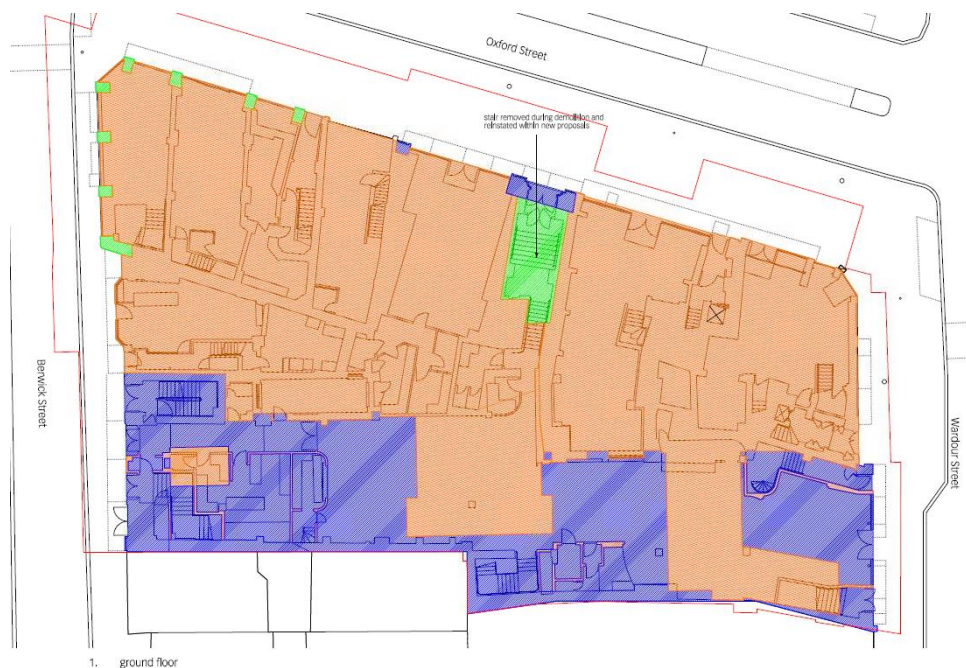 Oxford Street
stair removed during demolition and
reinstated within new proposals
Berwick Street
Wardour Street
1. ground floor